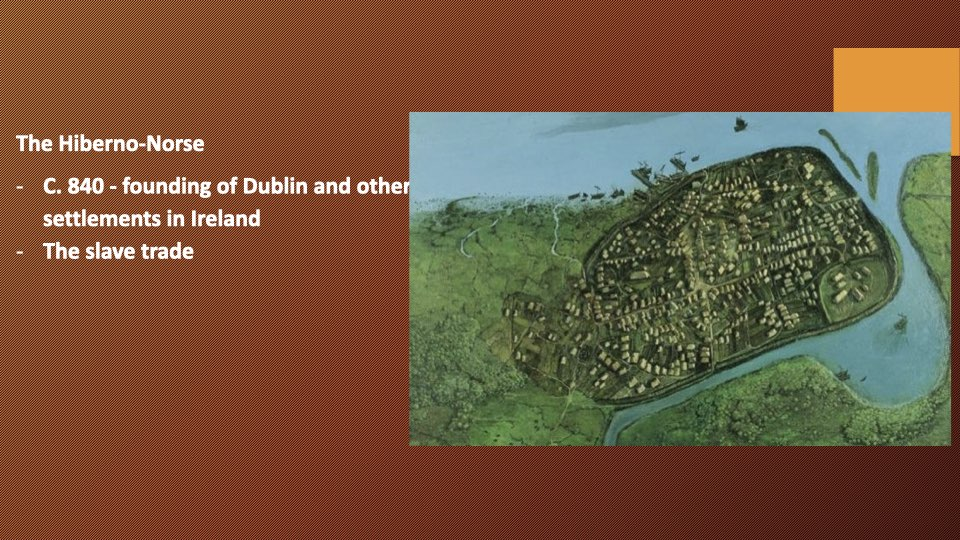 The Hiberno-Norse
- C. 840 - founding of Dublin and other
settlements in Ireland
- The slave trade